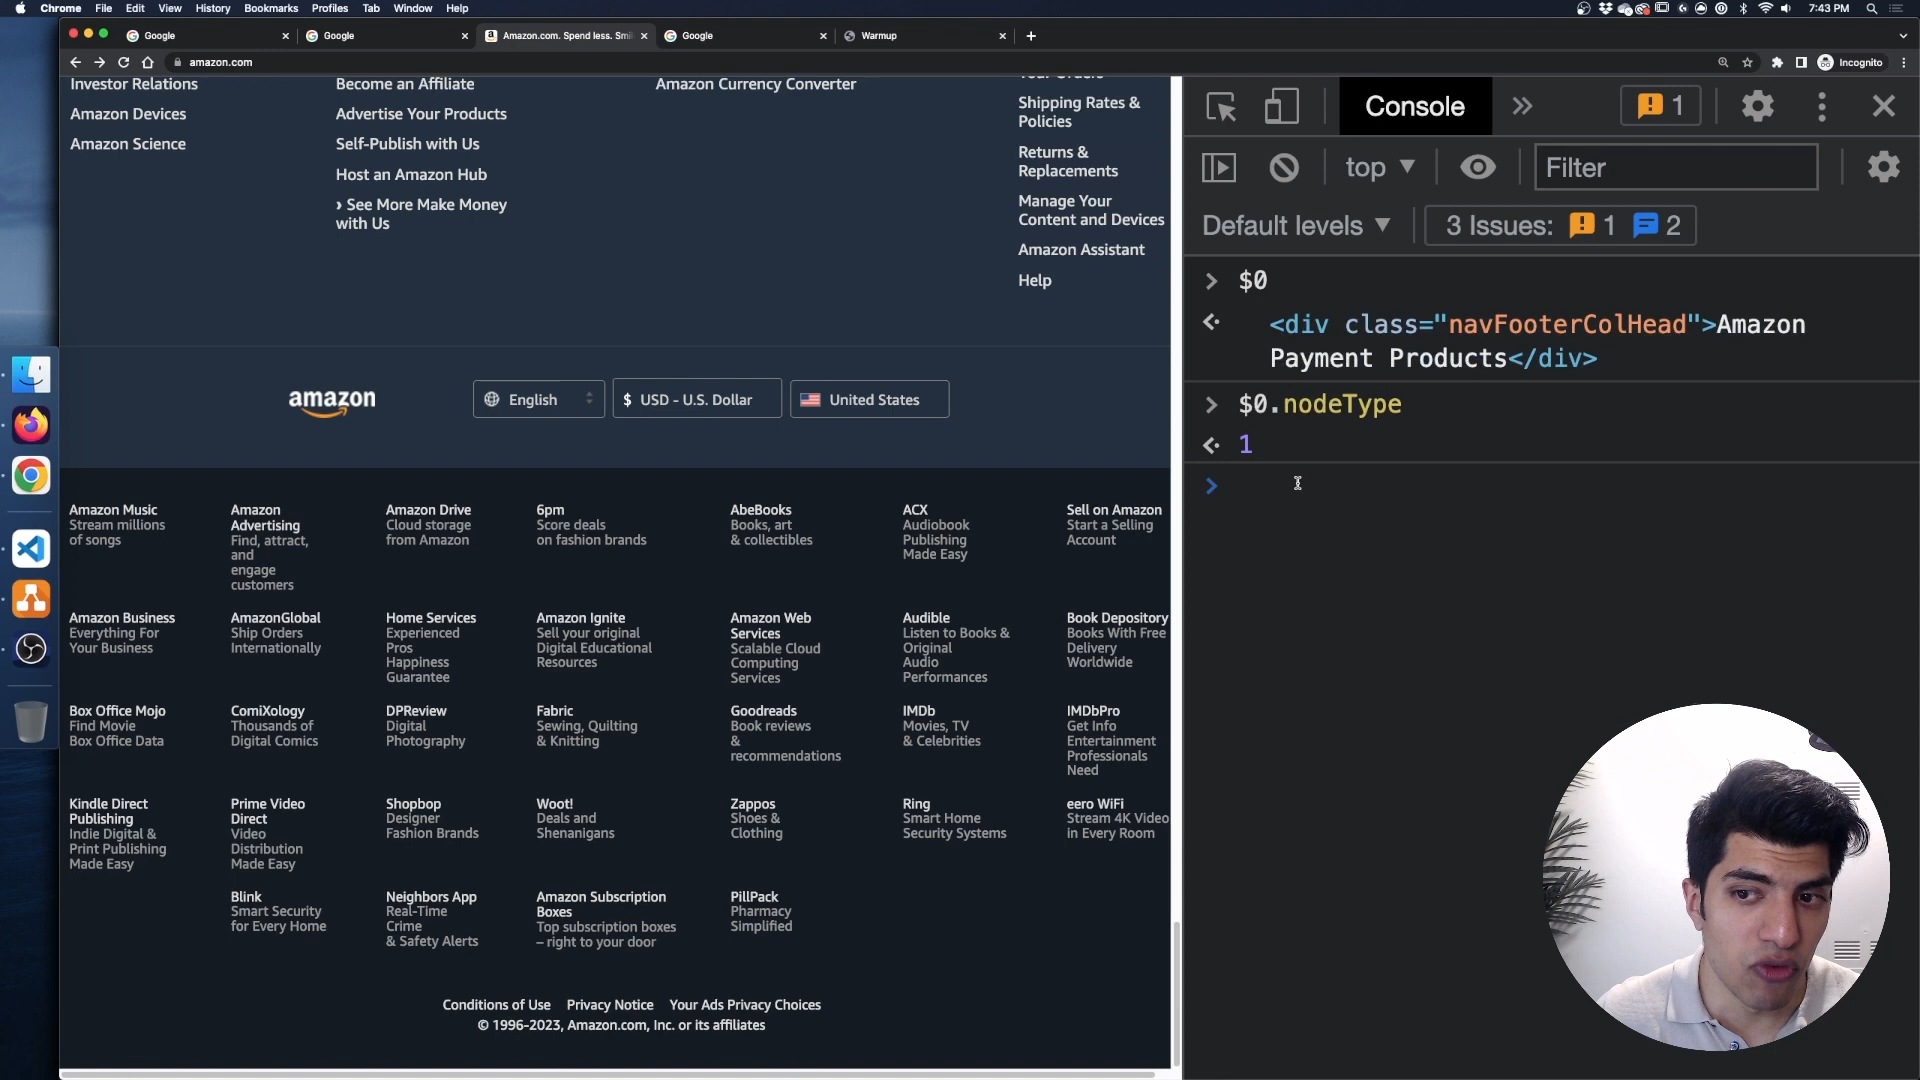 Chrome File Edit View History Bookmarks Profiles Tab Window Help 7:43 PM
Google Google Amazon.com. Spend less. Smi Google Warmup
amazon.com Incognito
Investor Relations
Amazon Devices
Amazon Science
Become an Affiliate
Advertise Your Products
Self-Publish with Us
Host an Amazon Hub
› See More Make Money
with Us
Amazon Currency Converter
Your Orders
Shipping Rates &
Policies
Returns &
Replacements
Manage Your
Content and Devices
Amazon Assistant
Help
amazon English $ USD - U.S. Dollar United States
Amazon Music
Stream millions
of songs
Amazon
Advertising
Find, attract,
and
engage
customers
Amazon Drive
Cloud storage
from Amazon
6pm
Score deals
on fashion brands
AbeBooks
Books, art
& collectibles
ACX
Audiobook
Publishing
Made Easy
Sell on Amazon
Start a Selling
Account
Amazon Business
Everything For
Your Business
AmazonGlobal
Ship Orders
Internationally
Home Services
Experienced
Pros
Happiness
Guarantee
Amazon Ignite
Sell your original
Digital Educational
Resources
Amazon Web
Services
Scalable Cloud
Computing
Services
Audible
Listen to Books &
Original
Audio
Performances
Book Depository
Books With Free
Delivery
Worldwide
Box Office Mojo
Find Movie
Box Office Data
ComiXology
Thousands of
Digital Comics
DPReview
Digital
Photography
Fabric
Sewing, Quilting
& Knitting
Goodreads
Book reviews
&
recommendations
IMDb
Movies, TV
& Celebrities
IMDbPro
Get Info
Entertainment
Professionals
Need
Kindle Direct
Publishing
Indie Digital &
Print Publishing
Made Easy
Prime Video
Direct
Video
Distribution
Made Easy
Shopbop
Designer
Fashion Brands
Woot!
Deals and
Shenanigans
Zappos
Shoes &
Clothing
Ring
Smart Home
Security Systems
eero WiFi
Stream 4K Video
in Every Room
Blink
Smart Security
for Every Home
Neighbors App
Real-Time
Crime
& Safety Alerts
Amazon Subscription
Boxes
Top subscription boxes
– right to your door
PillPack
Pharmacy
Simplified
Conditions of Use Privacy Notice Your Ads Privacy Choices
© 1996-2023, Amazon.com, Inc. or its affiliates
Console » 1
top Filter
Default levels 3 Issues: 1 2
> $0
<div class="navFooterColHead">Amazon
Payment Products</div>
> $0.nodeType
1
>